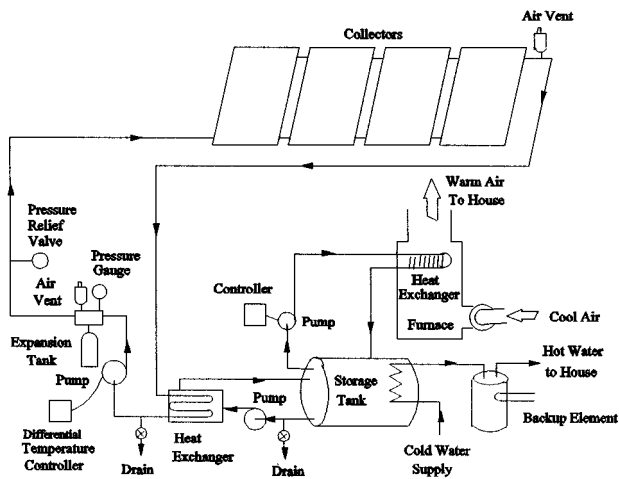 Air Vent
Collectors
Warm Air
To House
Pressure
Relief
Valve
Pressure
Gauge
Air
Vent
Controller
Pump
Heat
Exchanger
Furnace
Cool Air
Expansion
Tank
Pump
Storage
Tank
Hot Water
to House
Pump
Backup Element
Differential
Temperature
Controller
Drain
Heat
Exchanger
Drain
Cold Water
Supply